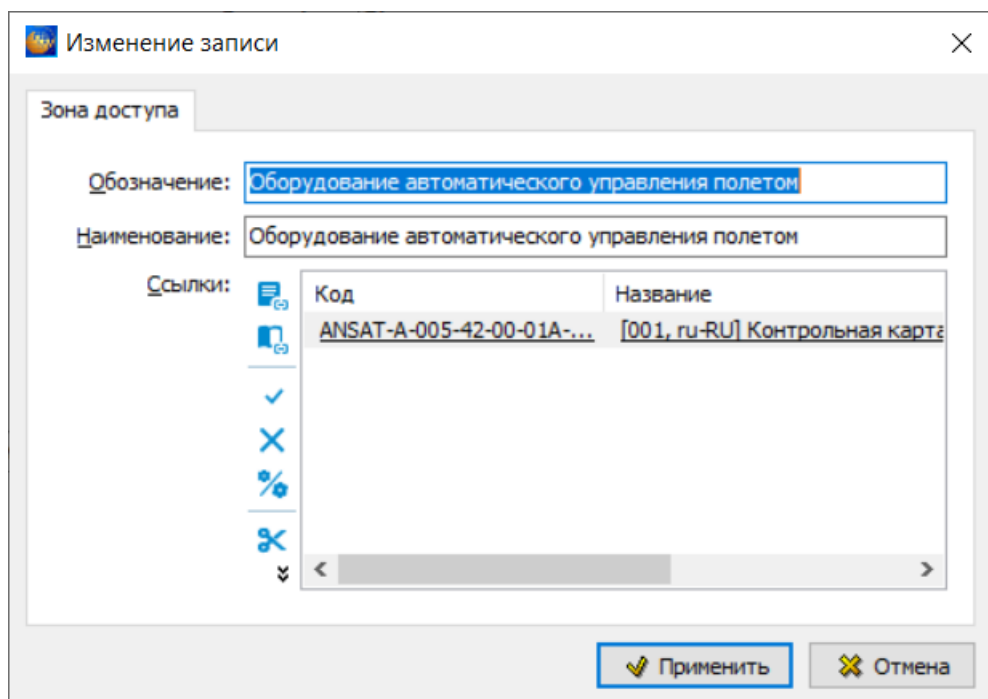 Изменение записи
Зона доступа
Обозначение: Оборудование автоматического управления полетом
Наименование: Оборудование автоматического управления полетом
Ссылки:
Код Название
ANSAT-A-005-42-00-01A-... [001, ru-RU] Контрольная карта
Применить Отмена